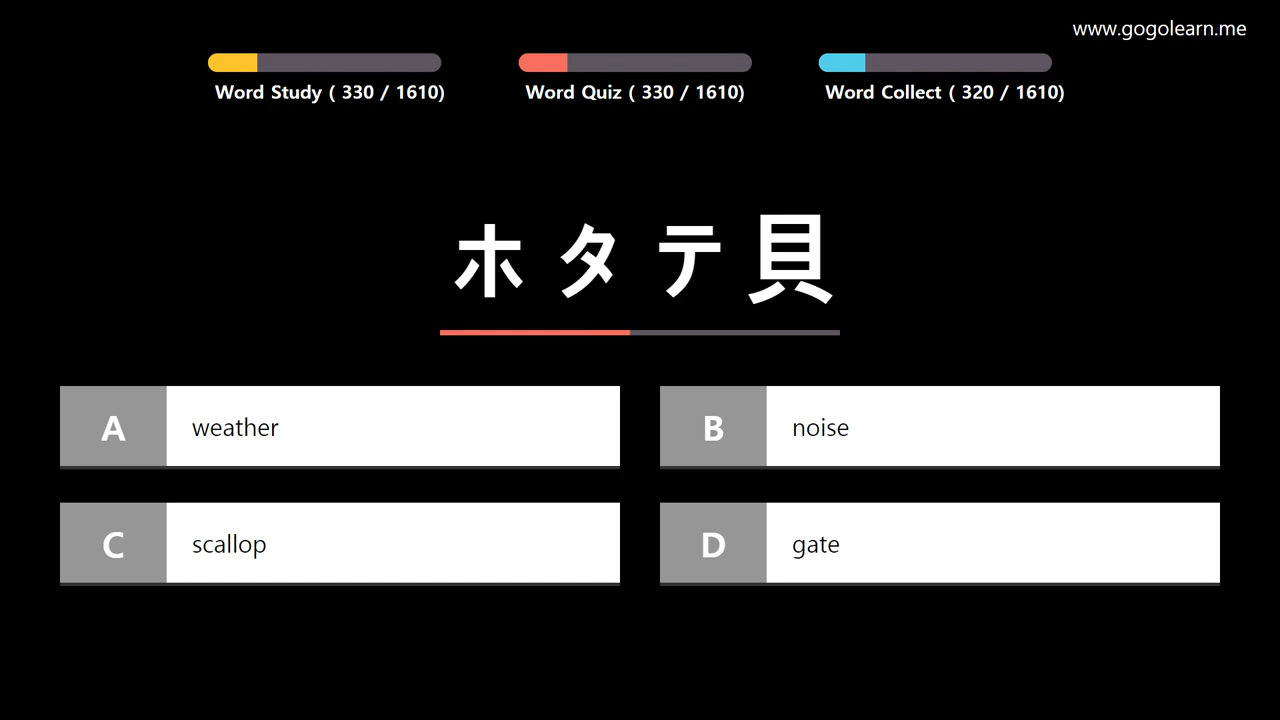 www.gogolearn.me
Word Study ( 330 / 1610)
Word Quiz ( 330 / 1610)
Word Collect ( 320 / 1610)
ホタテ貝
A weather
B noise
C scallop
D gate